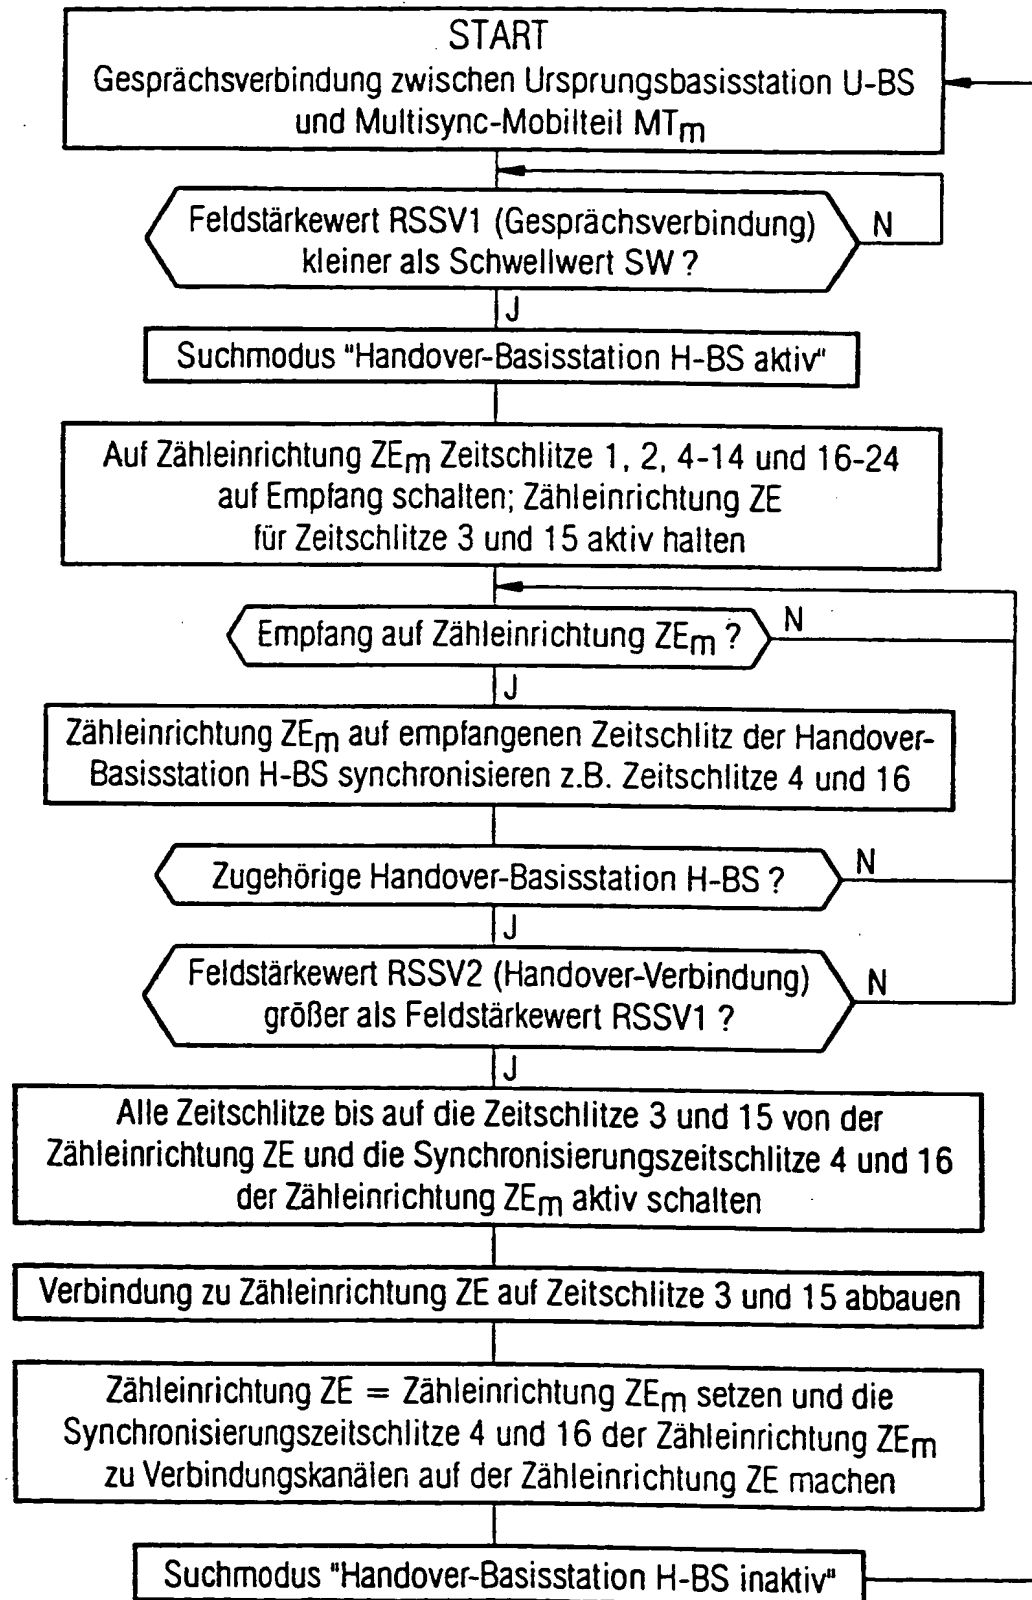 START
Gesprächsverbindung zwischen Ursprungsbasisstation U-BS
und Multisync-Mobilteil MTm
Feldstärkewert RSSV1 (Gesprächsverbindung)
kleiner als Schwellwert SW ?
N
J
Suchmodus "Handover-Basisstation H-BS aktiv"
Auf Zähleinrichtung ZEm Zeitschlitze 1, 2, 4-14 und 16-24
auf Empfang schalten; Zähleinrichtung ZE
für Zeitschlitze 3 und 15 aktiv halten
Empfang auf Zähleinrichtung ZEm ?
N
J
Zähleinrichtung ZEm auf empfangenen Zeitschlitz der Handover-
Basisstation H-BS synchronisieren z.B. Zeitschlitze 4 und 16
Zugehörige Handover-Basisstation H-BS ?
N
J
Feldstärkewert RSSV2 (Handover-Verbindung)
größer als Feldstärkewert RSSV1 ?
N
J
Alle Zeitschlitze bis auf die Zeitschlitze 3 und 15 von der
Zähleinrichtung ZE und die Synchronisierungszeitschlitze 4 und 16
der Zähleinrichtung ZEm aktiv schalten
Verbindung zu Zähleinrichtung ZE auf Zeitschlitze 3 und 15 abbauen
Zähleinrichtung ZE = Zähleinrichtung ZEm setzen und die
Synchronisierungszeitschlitze 4 und 16 der Zähleinrichtung ZEm
zu Verbindungskanälen auf der Zähleinrichtung ZE machen
Suchmodus "Handover-Basisstation H-BS inaktiv"